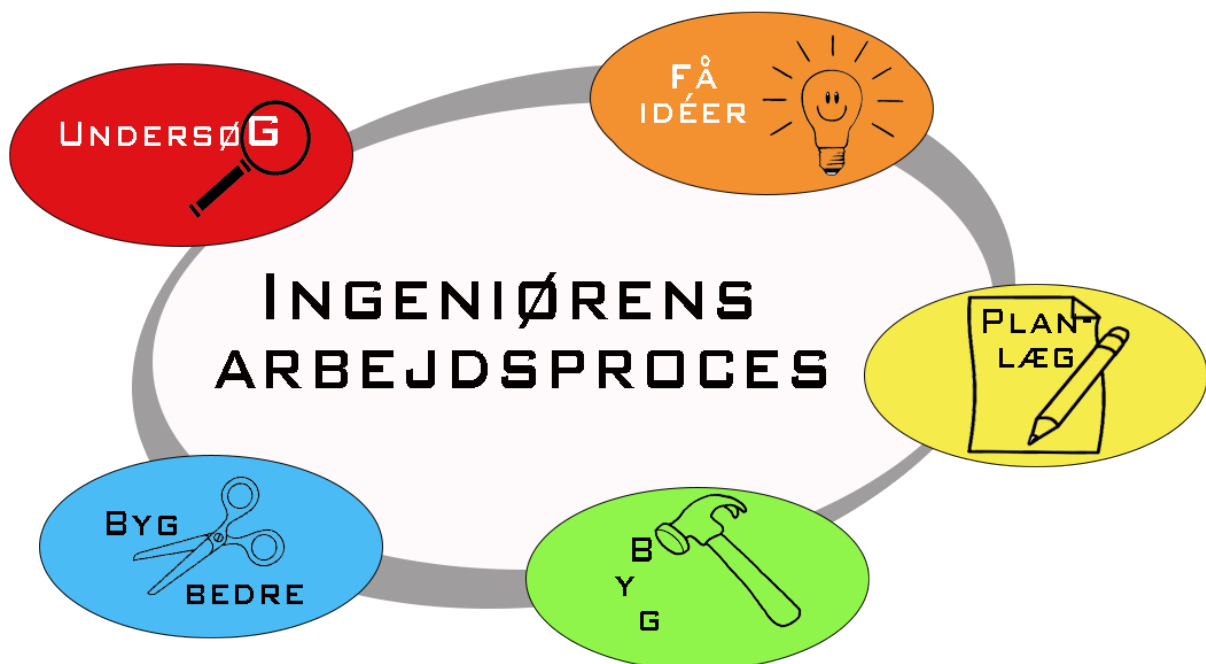 Ingeniørens
arbejdsproces
Undersøg
Få
idéer
Plan-
læg
B
y
g
Byg
bedre